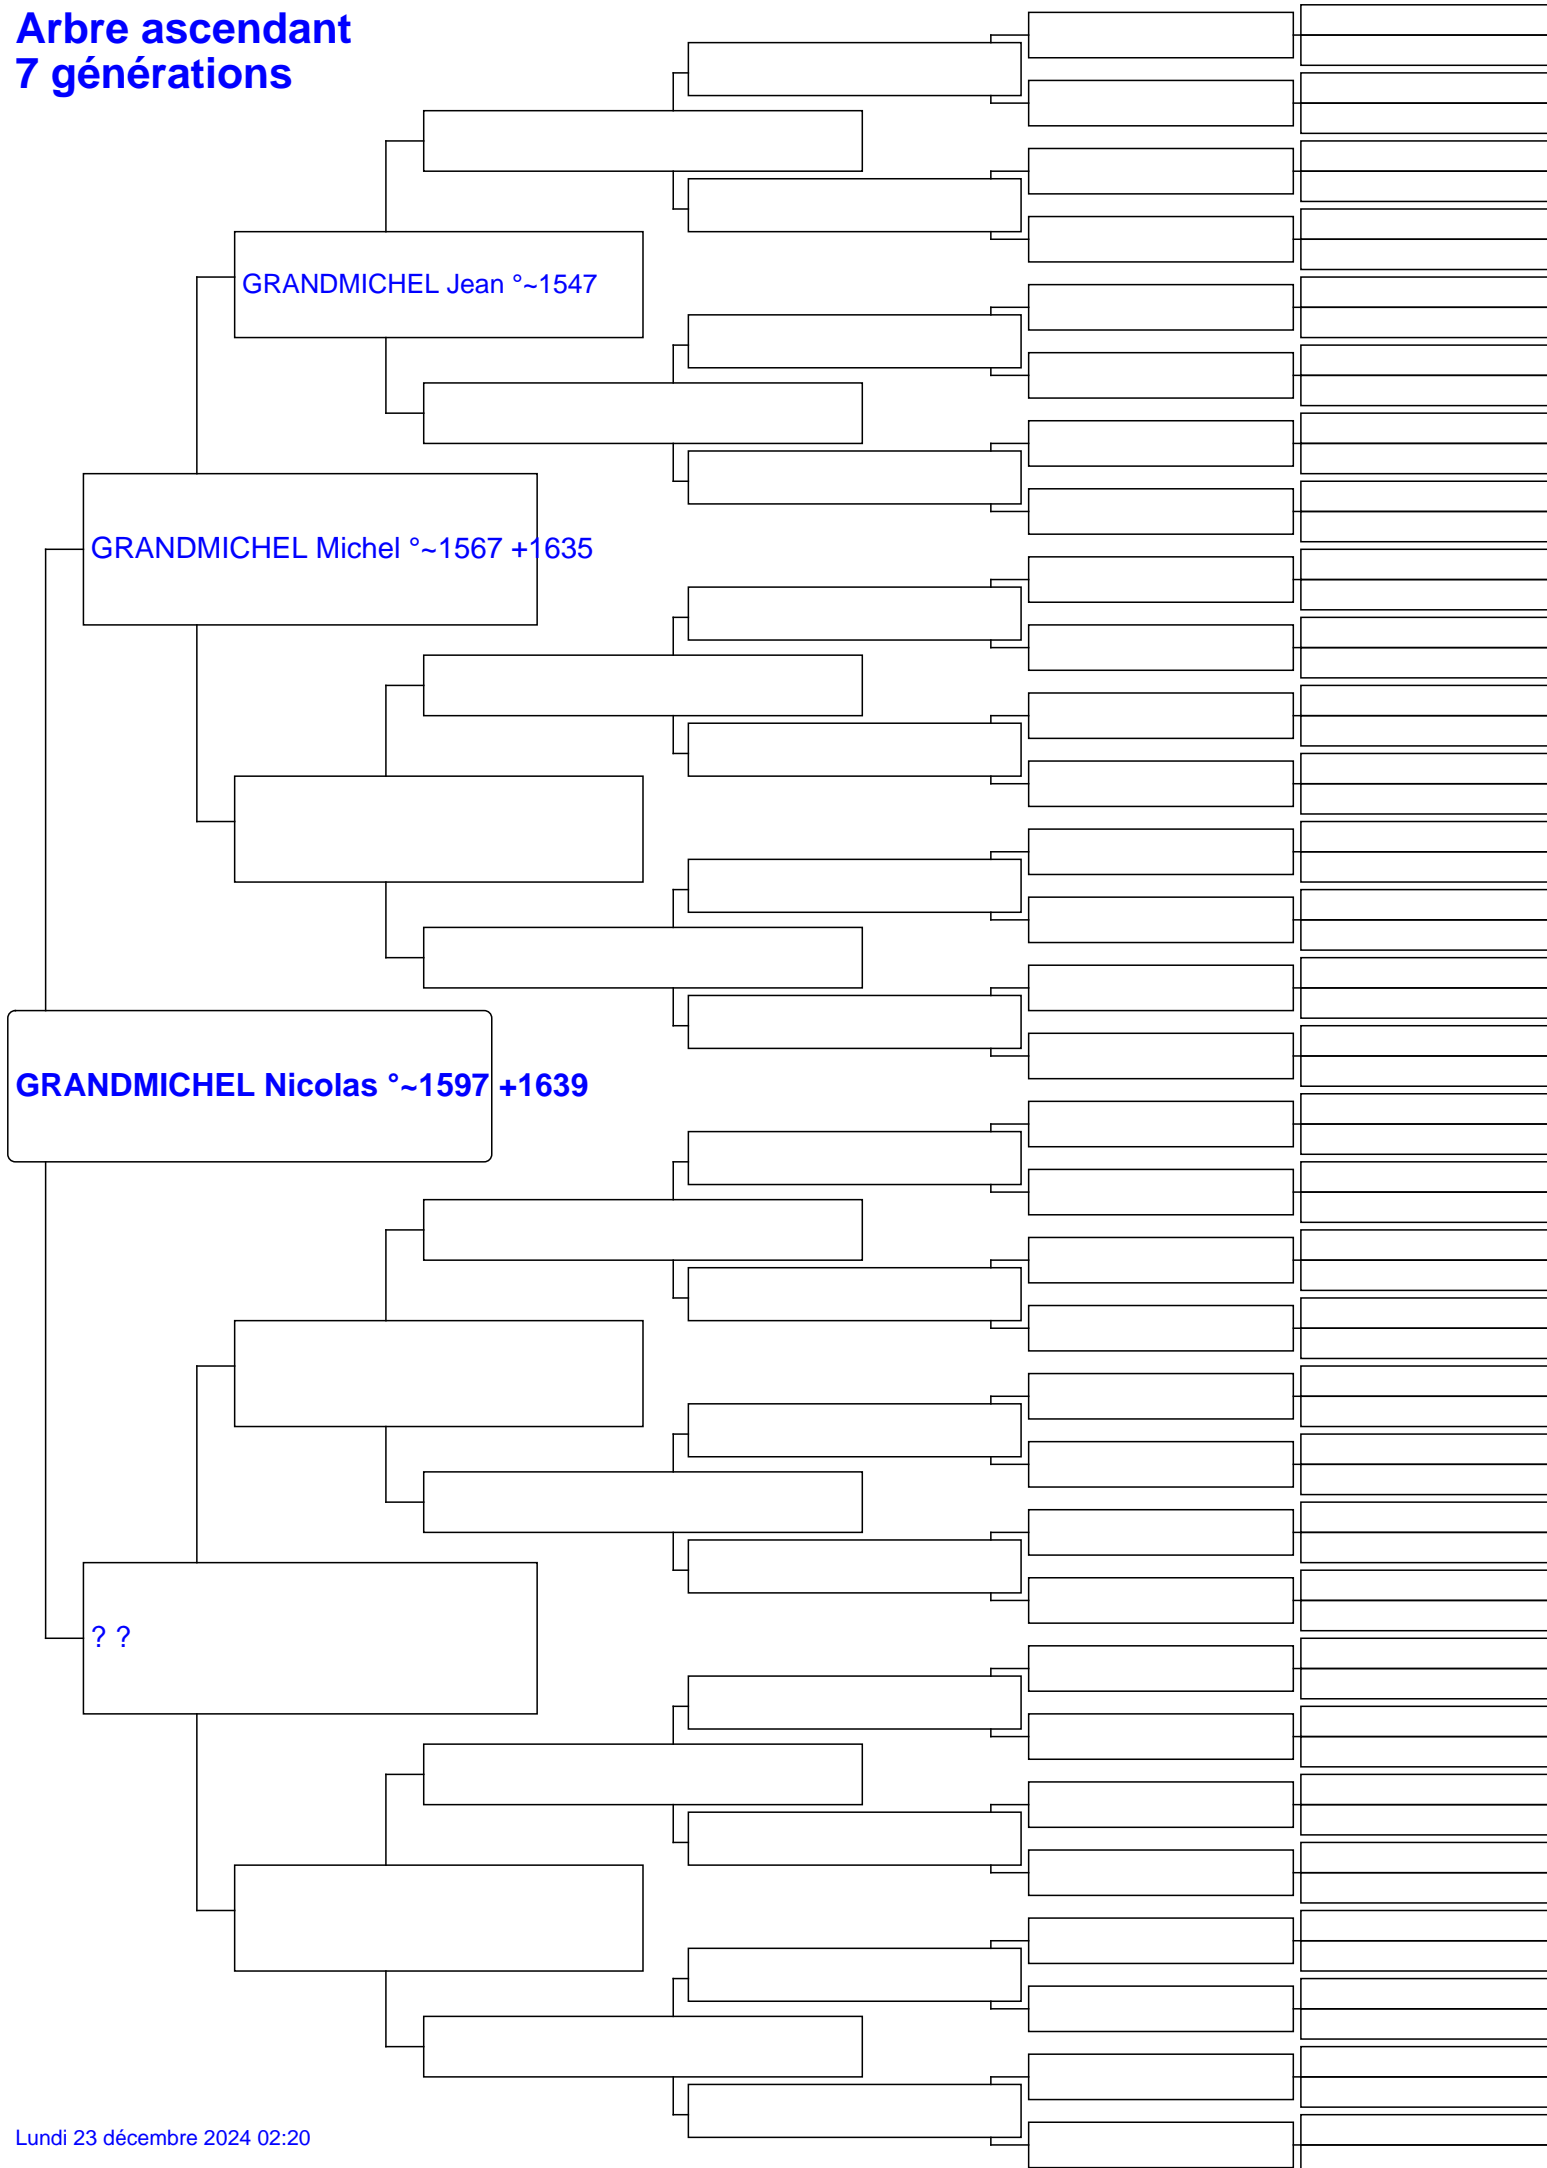 Arbre ascendant
7 générations
GRANDMICHEL Jean °~1547
GRANDMICHEL Michel °~1567 +1635
GRANDMICHEL Nicolas °~1597 +1639
? ?
Lundi 23 décembre 2024 02:20